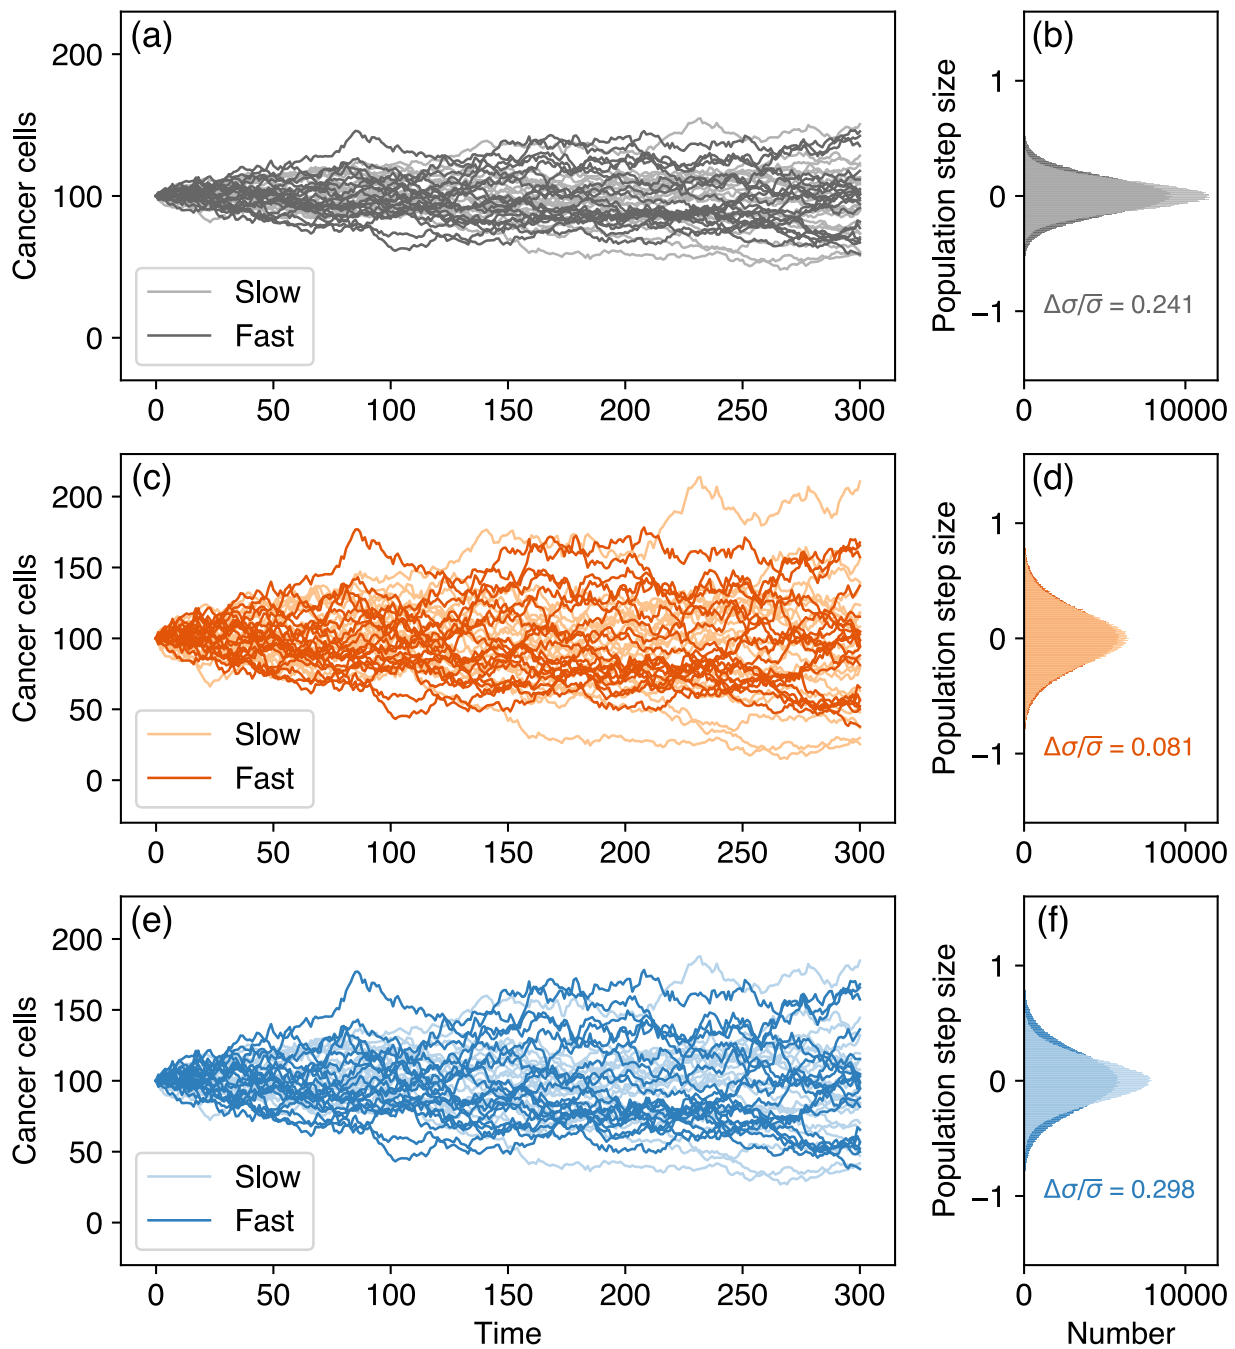 (a)
200
100
0
Cancer cells
Slow
Fast
0 50 100 150 200 250 300
(b)
1
0
−1
Population step size
Δσ/σ̅ = 0.241
0 10000
(c)
200
150
100
50
0
Cancer cells
Slow
Fast
0 50 100 150 200 250 300
(d)
1
0
−1
Population step size
Δσ/σ̅ = 0.081
0 10000
(e)
200
150
100
50
0
Cancer cells
Slow
Fast
0 50 100 150 200 250 300
Time
(f)
1
0
−1
Population step size
Δσ/σ̅ = 0.298
0 10000
Number